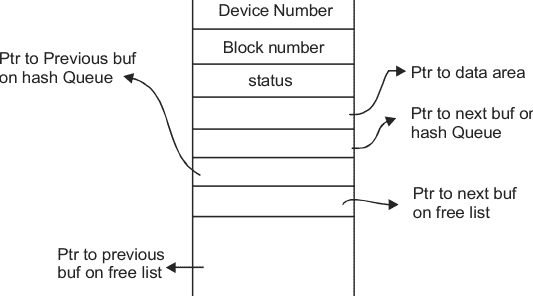 Device Number
Block number
status
Ptr to Previous buf
on hash Queue
Ptr to data area
Ptr to next buf or
hash Queue
Ptr to next buf
on free list
Ptr to previous
buf on free list